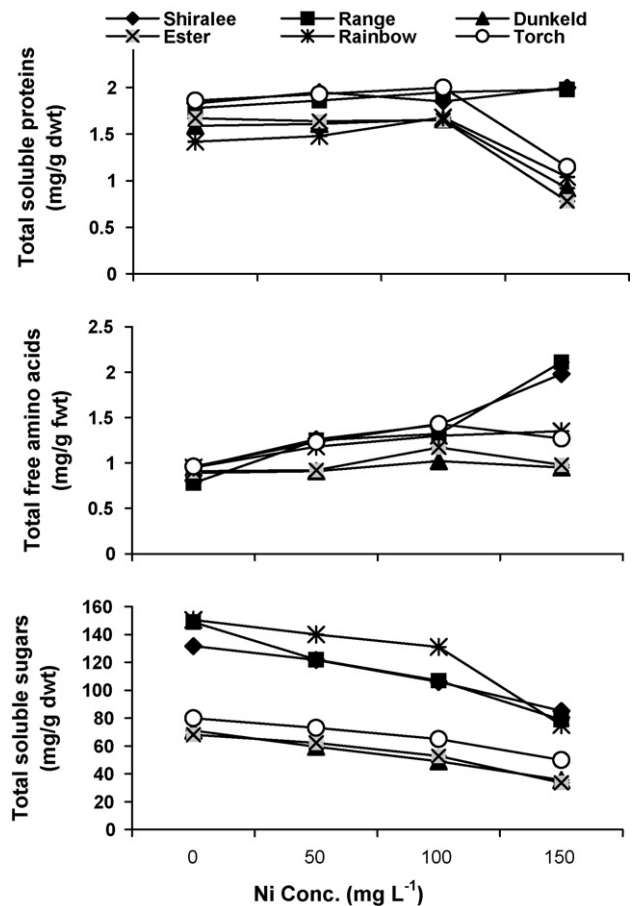 Shiralee Range Dunkeld
Ester Rainbow Torch
Total soluble proteins
(mg/g dwt)
2
1.5
1
0.5
0
Total free amino acids
(mg/g fwt)
2.5
2
1.5
1
0.5
0
Total soluble sugars
(mg/g dwt)
160
140
120
100
80
60
40
20
0
0 50 100 150
Ni Conc. (mg L-1)